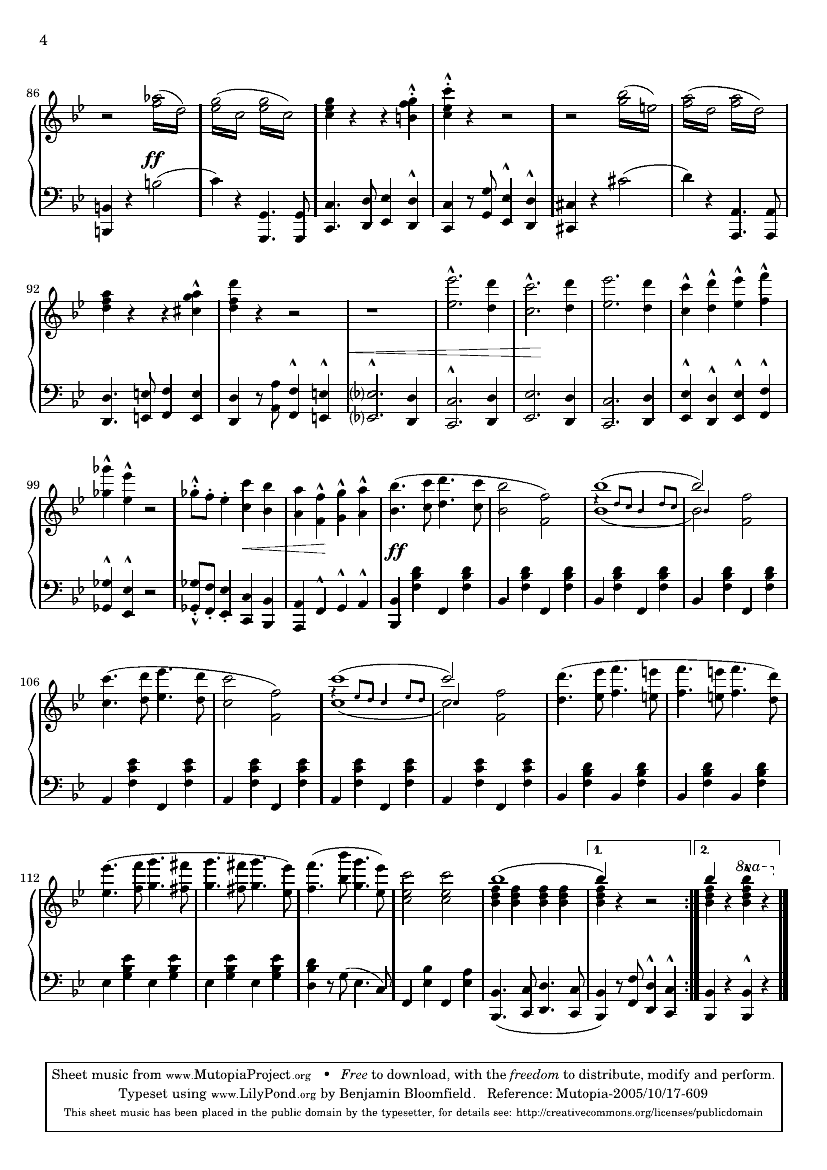 4
86
ff
92
99
ff
106
112
1.
2.
8va
Sheet music from www.MutopiaProject.org • Free to download, with the freedom to distribute, modify and perform.
Typeset using www.LilyPond.org by Benjamin Bloomfield. Reference: Mutopia-2005/10/17-609
This sheet music has been placed in the public domain by the typesetter, for details see: http://creativecommons.org/licenses/publicdomain